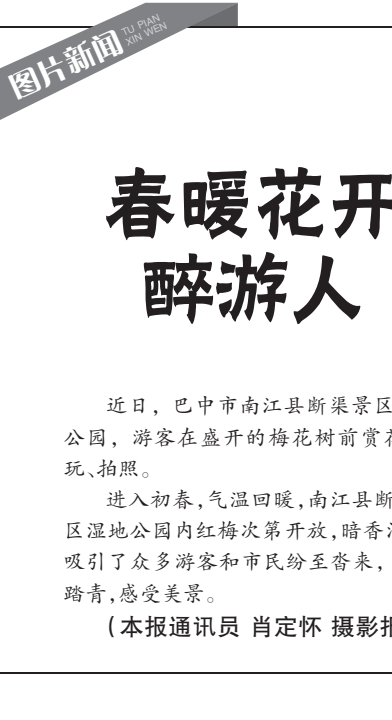 图片新闻
TU PIAN
XIN WEN
春暖花开
醉游人
近日，巴中市南江县断渠景区
公园，游客在盛开的梅花树前赏花
玩、拍照。
进入初春，气温回暖，南江县断
区湿地公园内红梅次第开放，暗香浮
吸引了众多游客和市民纷至沓来，
踏青，感受美景。
（本报通讯员 肖定怀 摄影报